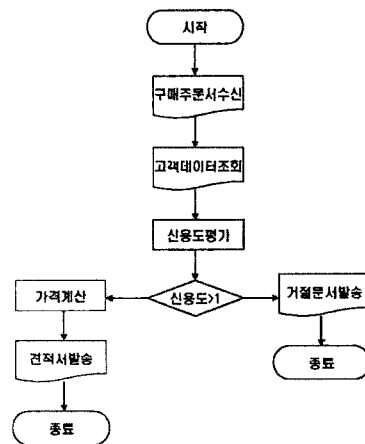 시작
구매주문서수신
고객데이터조회
신용도평가
신용도>1
가격계산
거절문서발송
견적서발송
종료
종료